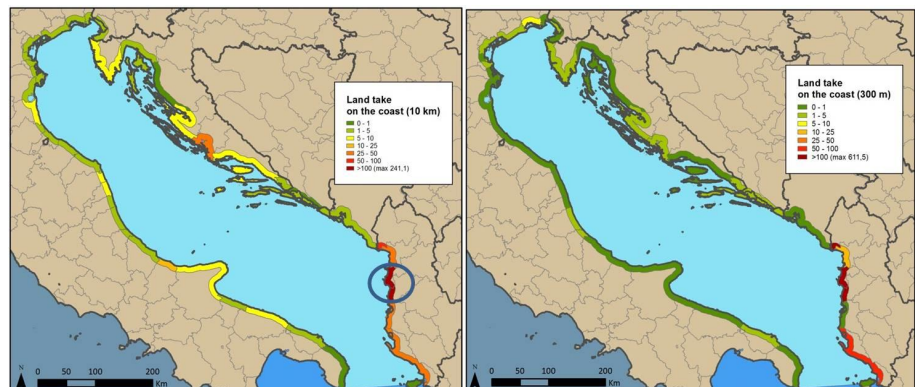 Land take
on the coast (10 km)
0 - 1
1 - 5
5 - 10
10 - 25
25 - 50
50 - 100
>100 (max 241,1)
N
0 50 100 200
Km
Land take
on the coast (300 m)
0 - 1
1 - 5
5 - 10
10 - 25
25 - 50
50 - 100
>100 (max 611,5)
N
0 50 100 200
Km